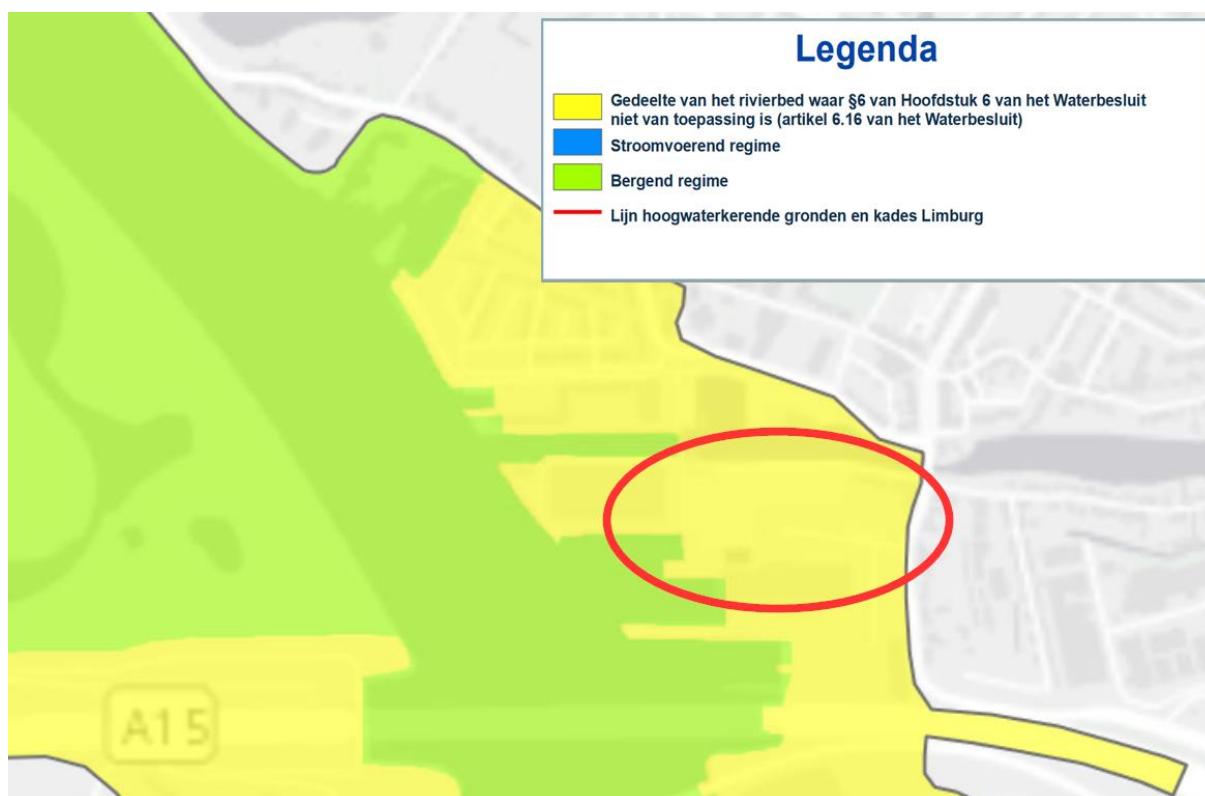 Legenda
Gedeelte van het rivierbed waar §6 van Hoofdstuk 6 van het Waterbesluit
niet van toepassing is (artikel 6.16 van het Waterbesluit)
Stroomvoerend regime
Bergend regime
Lijn hoogwaterkerende gronden en kades Limburg
A15